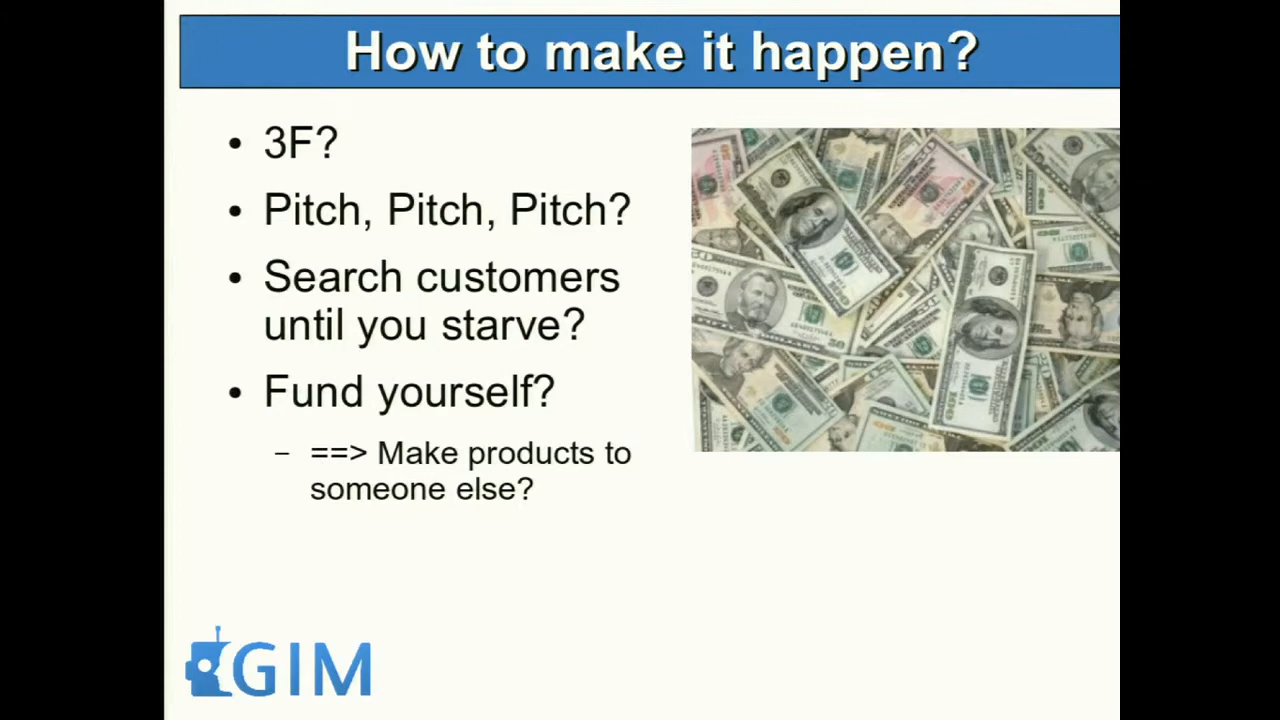 How to make it happen?
• 3F?
• Pitch, Pitch, Pitch?
• Search customers
until you starve?
• Fund yourself?
– ==> Make products to
someone else?
GIM